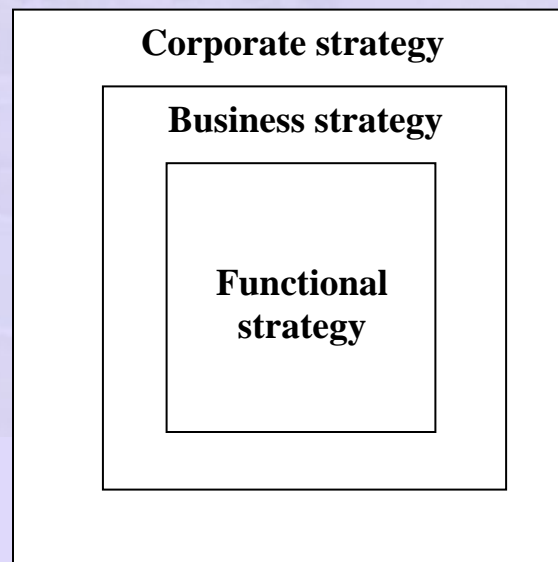 Corporate strategy
Business strategy
Functional
strategy